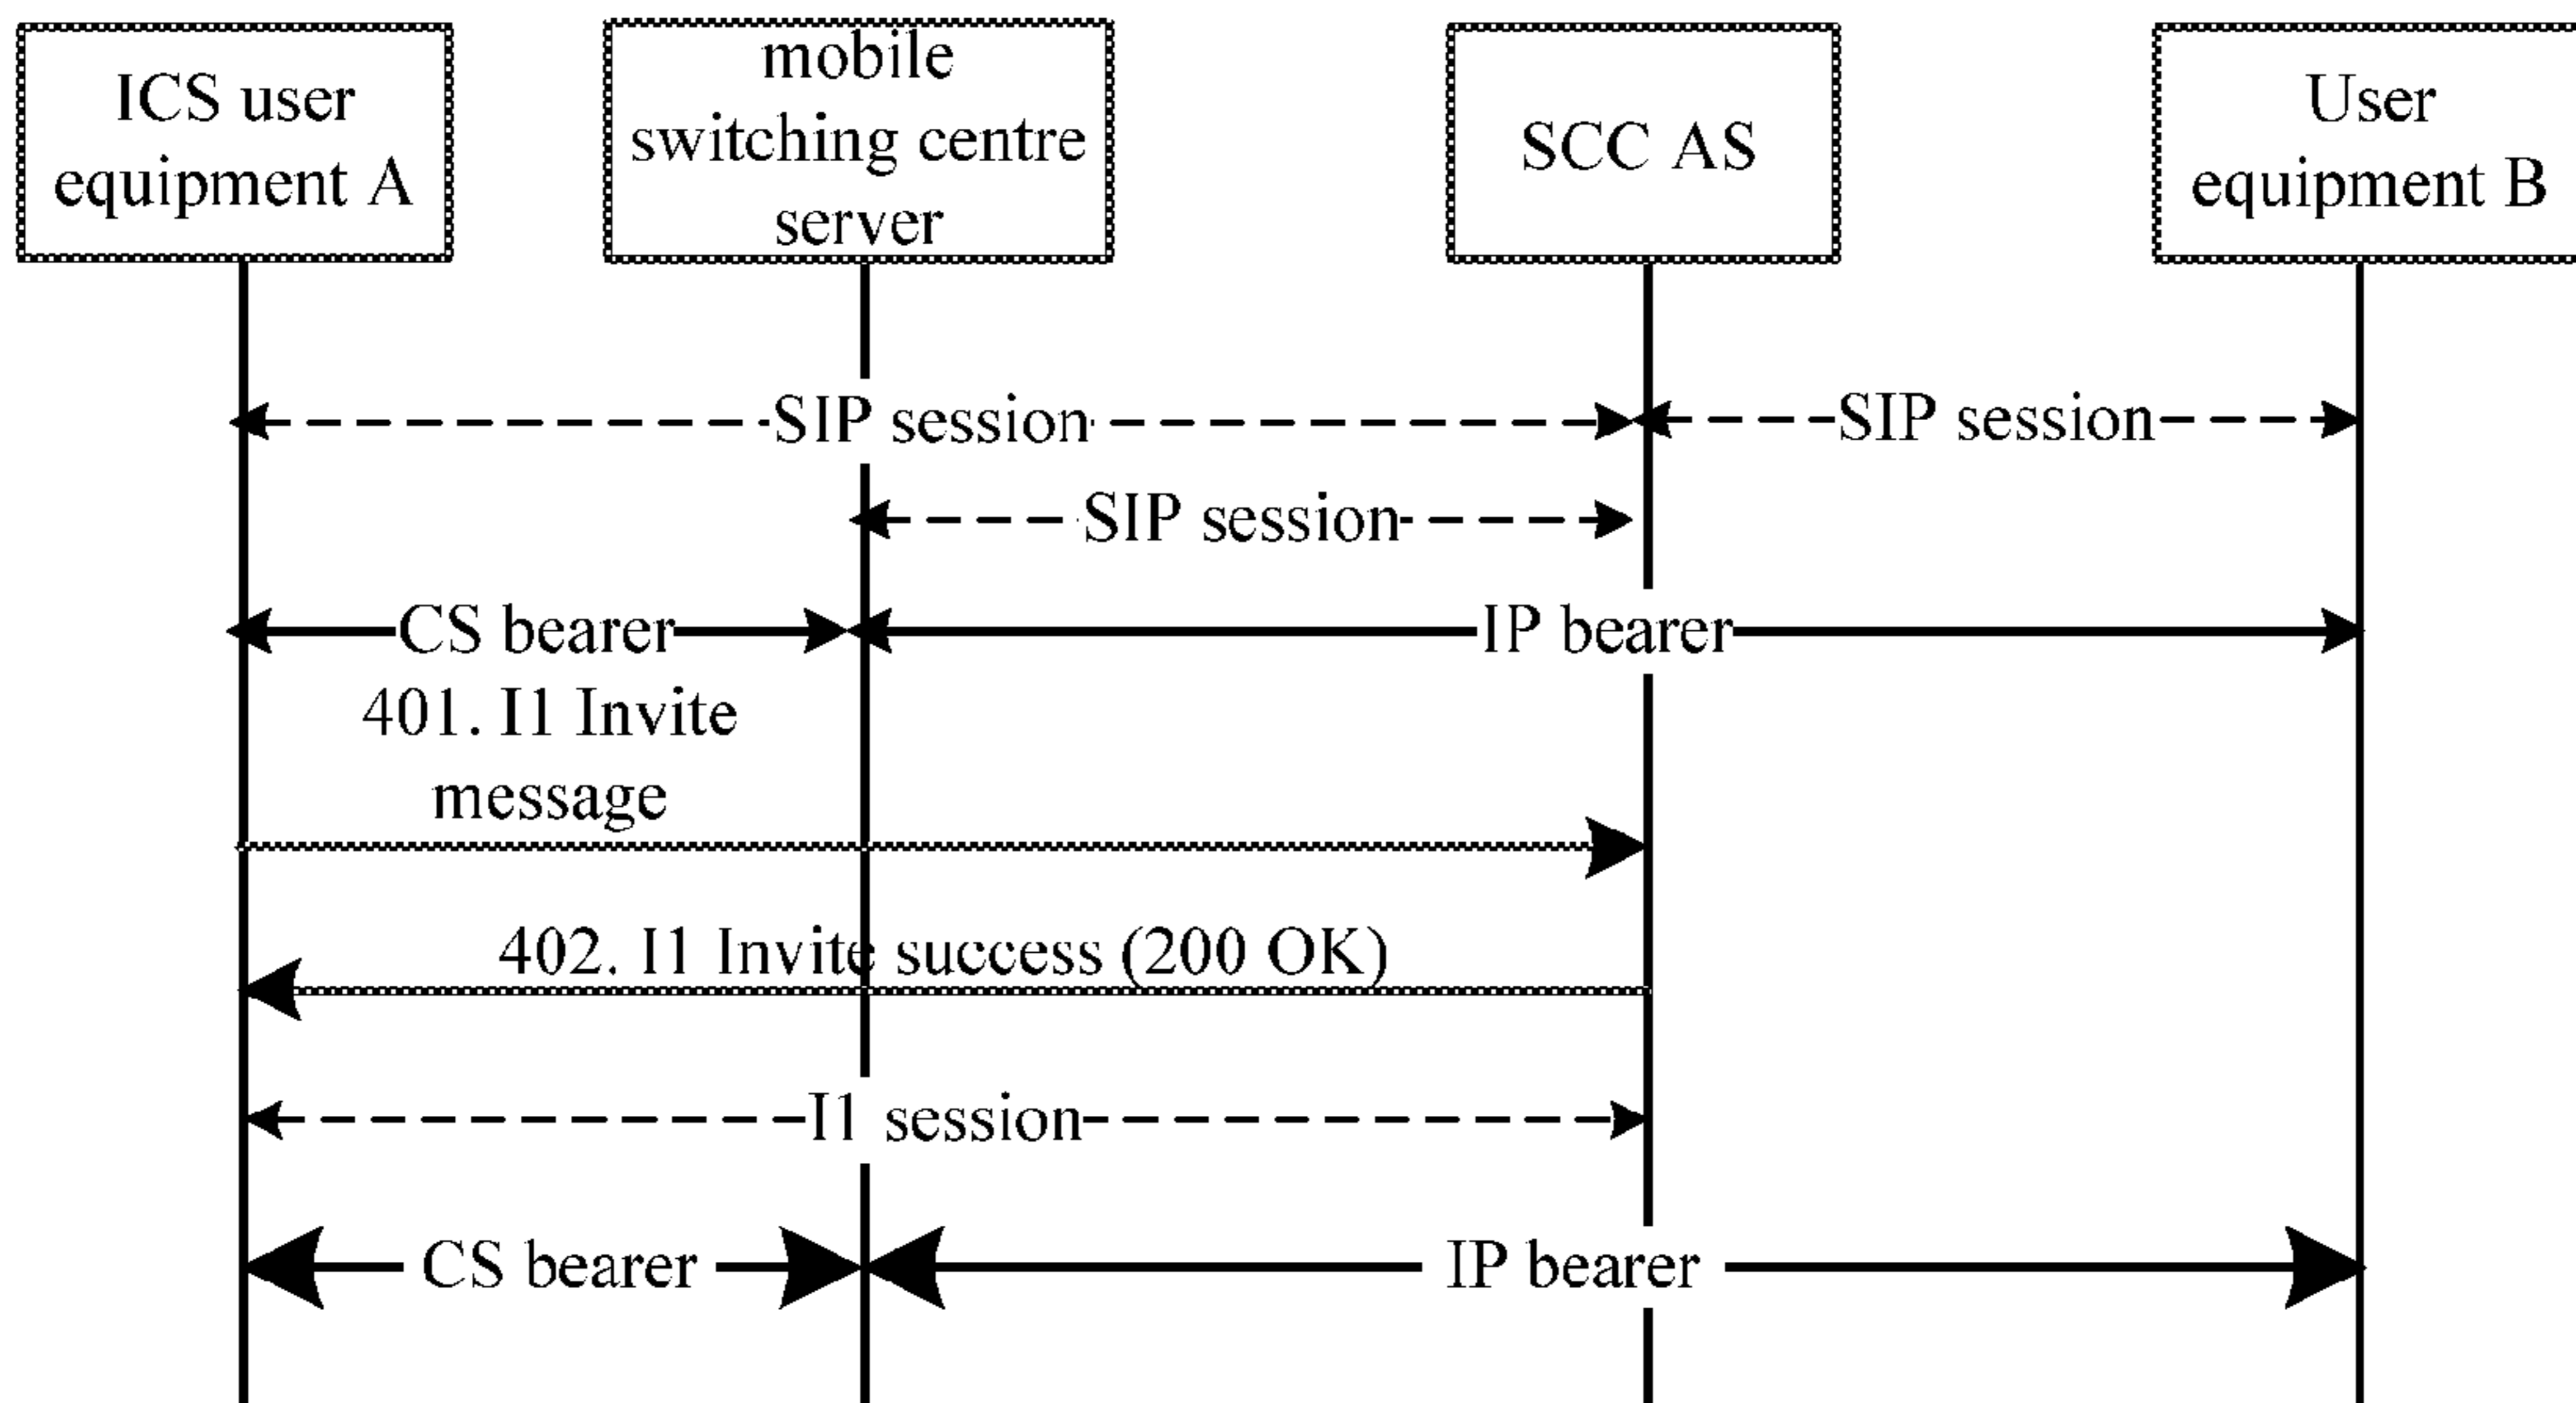 ICS user
equipment A
mobile
switching centre
server
SCC AS
User
equipment B
SIP session
SIP session
SIP session
CS bearer
IP bearer
401. I1 Invite
message
402. I1 Invite success (200 OK)
I1 session
CS bearer
IP bearer